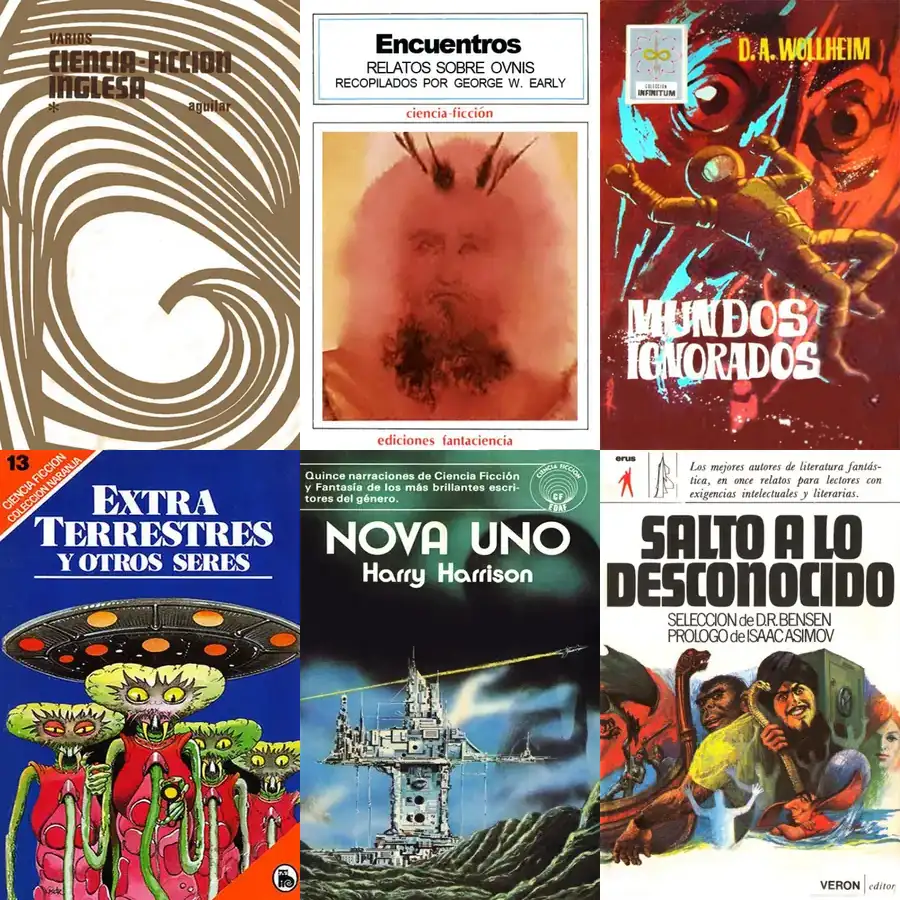 VARIOS
CIENCIA-FICCION
INGLESA
* aguilar
Encuentros
RELATOS SOBRE OVNIS
RECOPILADOS POR GEORGE W. EARLY
ciencia-ficción
ediciones fantaciencia
D. A. WOLLHEIM
COLECCION
INFINITUM
MUNDOS
IGNORADOS
13
CIENCIA FICCION
COLECCION NARANJA
EXTRA
TERRESTRES
Y OTROS SERES
Quince narraciones de Ciencia Ficción
y Fantasía de los más brillantes escri-
tores del género.
CIENCIA FICCIÓN
CF
EDAF
NOVA UNO
Harry Harrison
erus
Los mejores autores de literatura fantás-
tica, en once relatos para lectores con
exigencias intelectuales y literarias.
SALTO A LO
DESCONOCIDO
SELECCION de D.R. BENSEN
PROLOGO de ISAAC ASIMOV
VERON editor